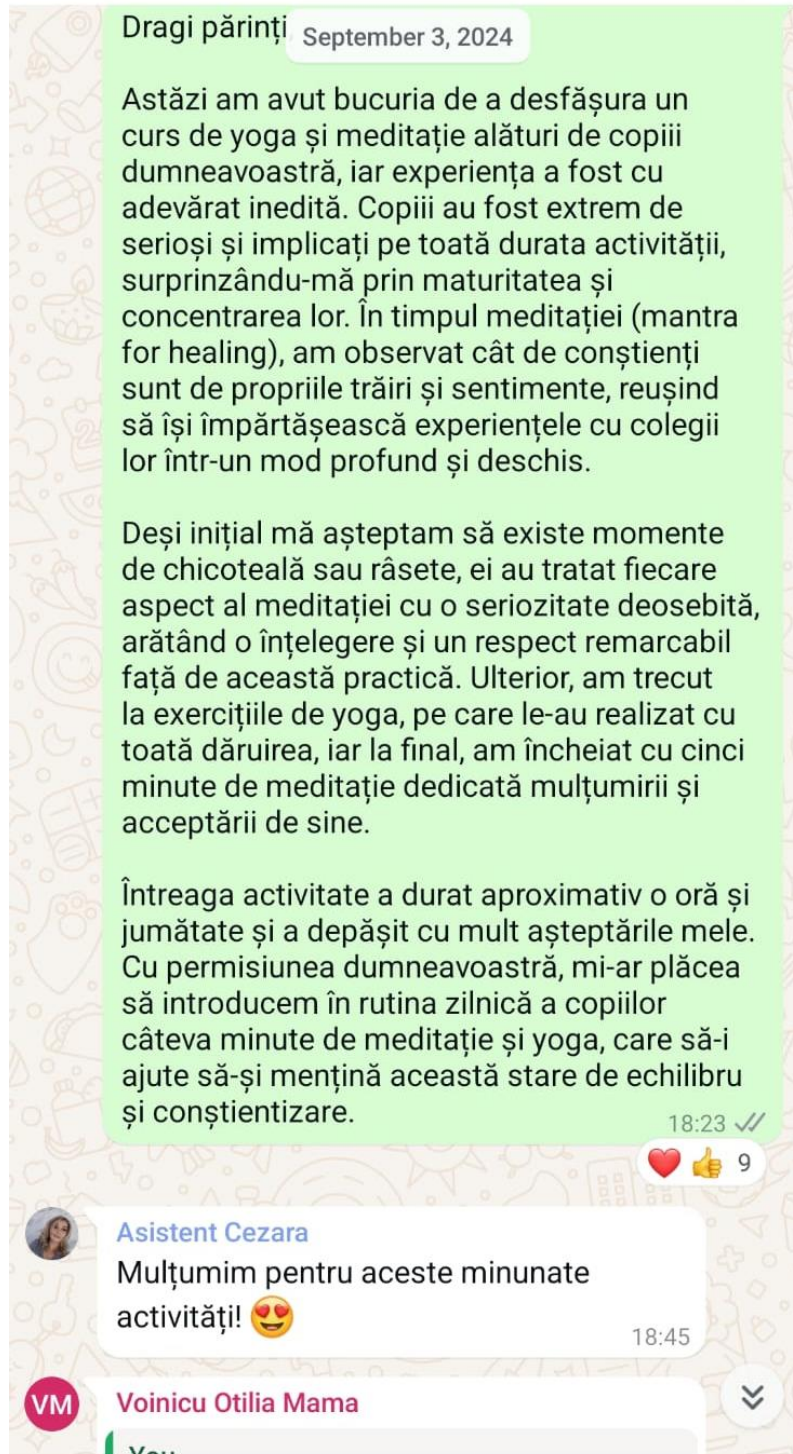 Dragi părinți
September 3, 2024
Astăzi am avut bucuria de a desfășura un
curs de yoga și meditație alături de copiii
dumneavoastră, iar experiența a fost cu
adevărat inedită. Copiii au fost extrem de
serioși și implicați pe toată durata activității,
surprinzându-mă prin maturitatea și
concentrarea lor. În timpul meditației (mantra
for healing), am observat cât de conștienți
sunt de propriile trăiri și sentimente, reușind
să își împărtășească experiențele cu colegii
lor într-un mod profund și deschis.
Deși inițial mă așteptam să existe momente
de chicoteală sau râsete, ei au tratat fiecare
aspect al meditației cu o seriozitate deosebită,
arătând o înțelegere și un respect remarcabil
față de această practică. Ulterior, am trecut
la exercițiile de yoga, pe care le-au realizat cu
toată dăruirea, iar la final, am încheiat cu cinci
minute de meditație dedicată mulțumirii și
acceptării de sine.
Întreaga activitate a durat aproximativ o oră și
jumătate și a depășit cu mult așteptările mele.
Cu permisiunea dumneavoastră, mi-ar plăcea
să introducem în rutina zilnică a copiilor
câteva minute de meditație și yoga, care să-i
ajute să-și mențină această stare de echilibru
și conștientizare.
18:23
❤️👍 9
Asistent Cezara
Mulțumim pentru aceste minunate
activități! 😍
18:45
VM
Voinicu Otilia Mama
You